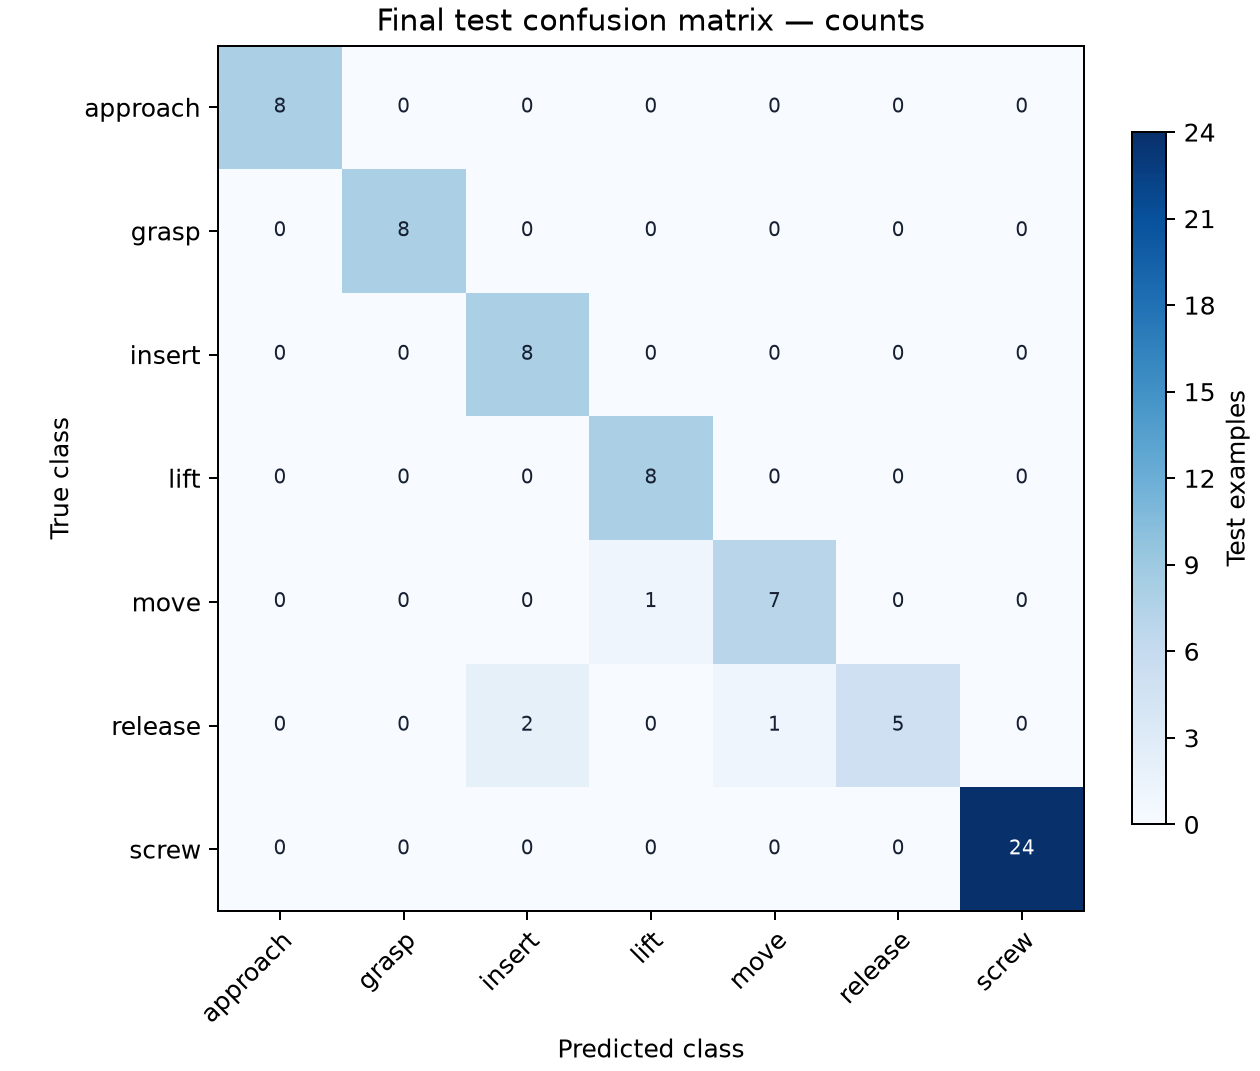 Final test confusion matrix — counts
approach 8 0 0 0 0 0 0
grasp 0 8 0 0 0 0 0
insert 0 0 8 0 0 0 0
lift 0 0 0 8 0 0 0
move 0 0 0 1 7 0 0
release 0 0 2 0 1 5 0
screw 0 0 0 0 0 0 24
approach grasp insert lift move release screw
Predicted class
True class
24
21
18
15
12
9
6
3
0
Test examples